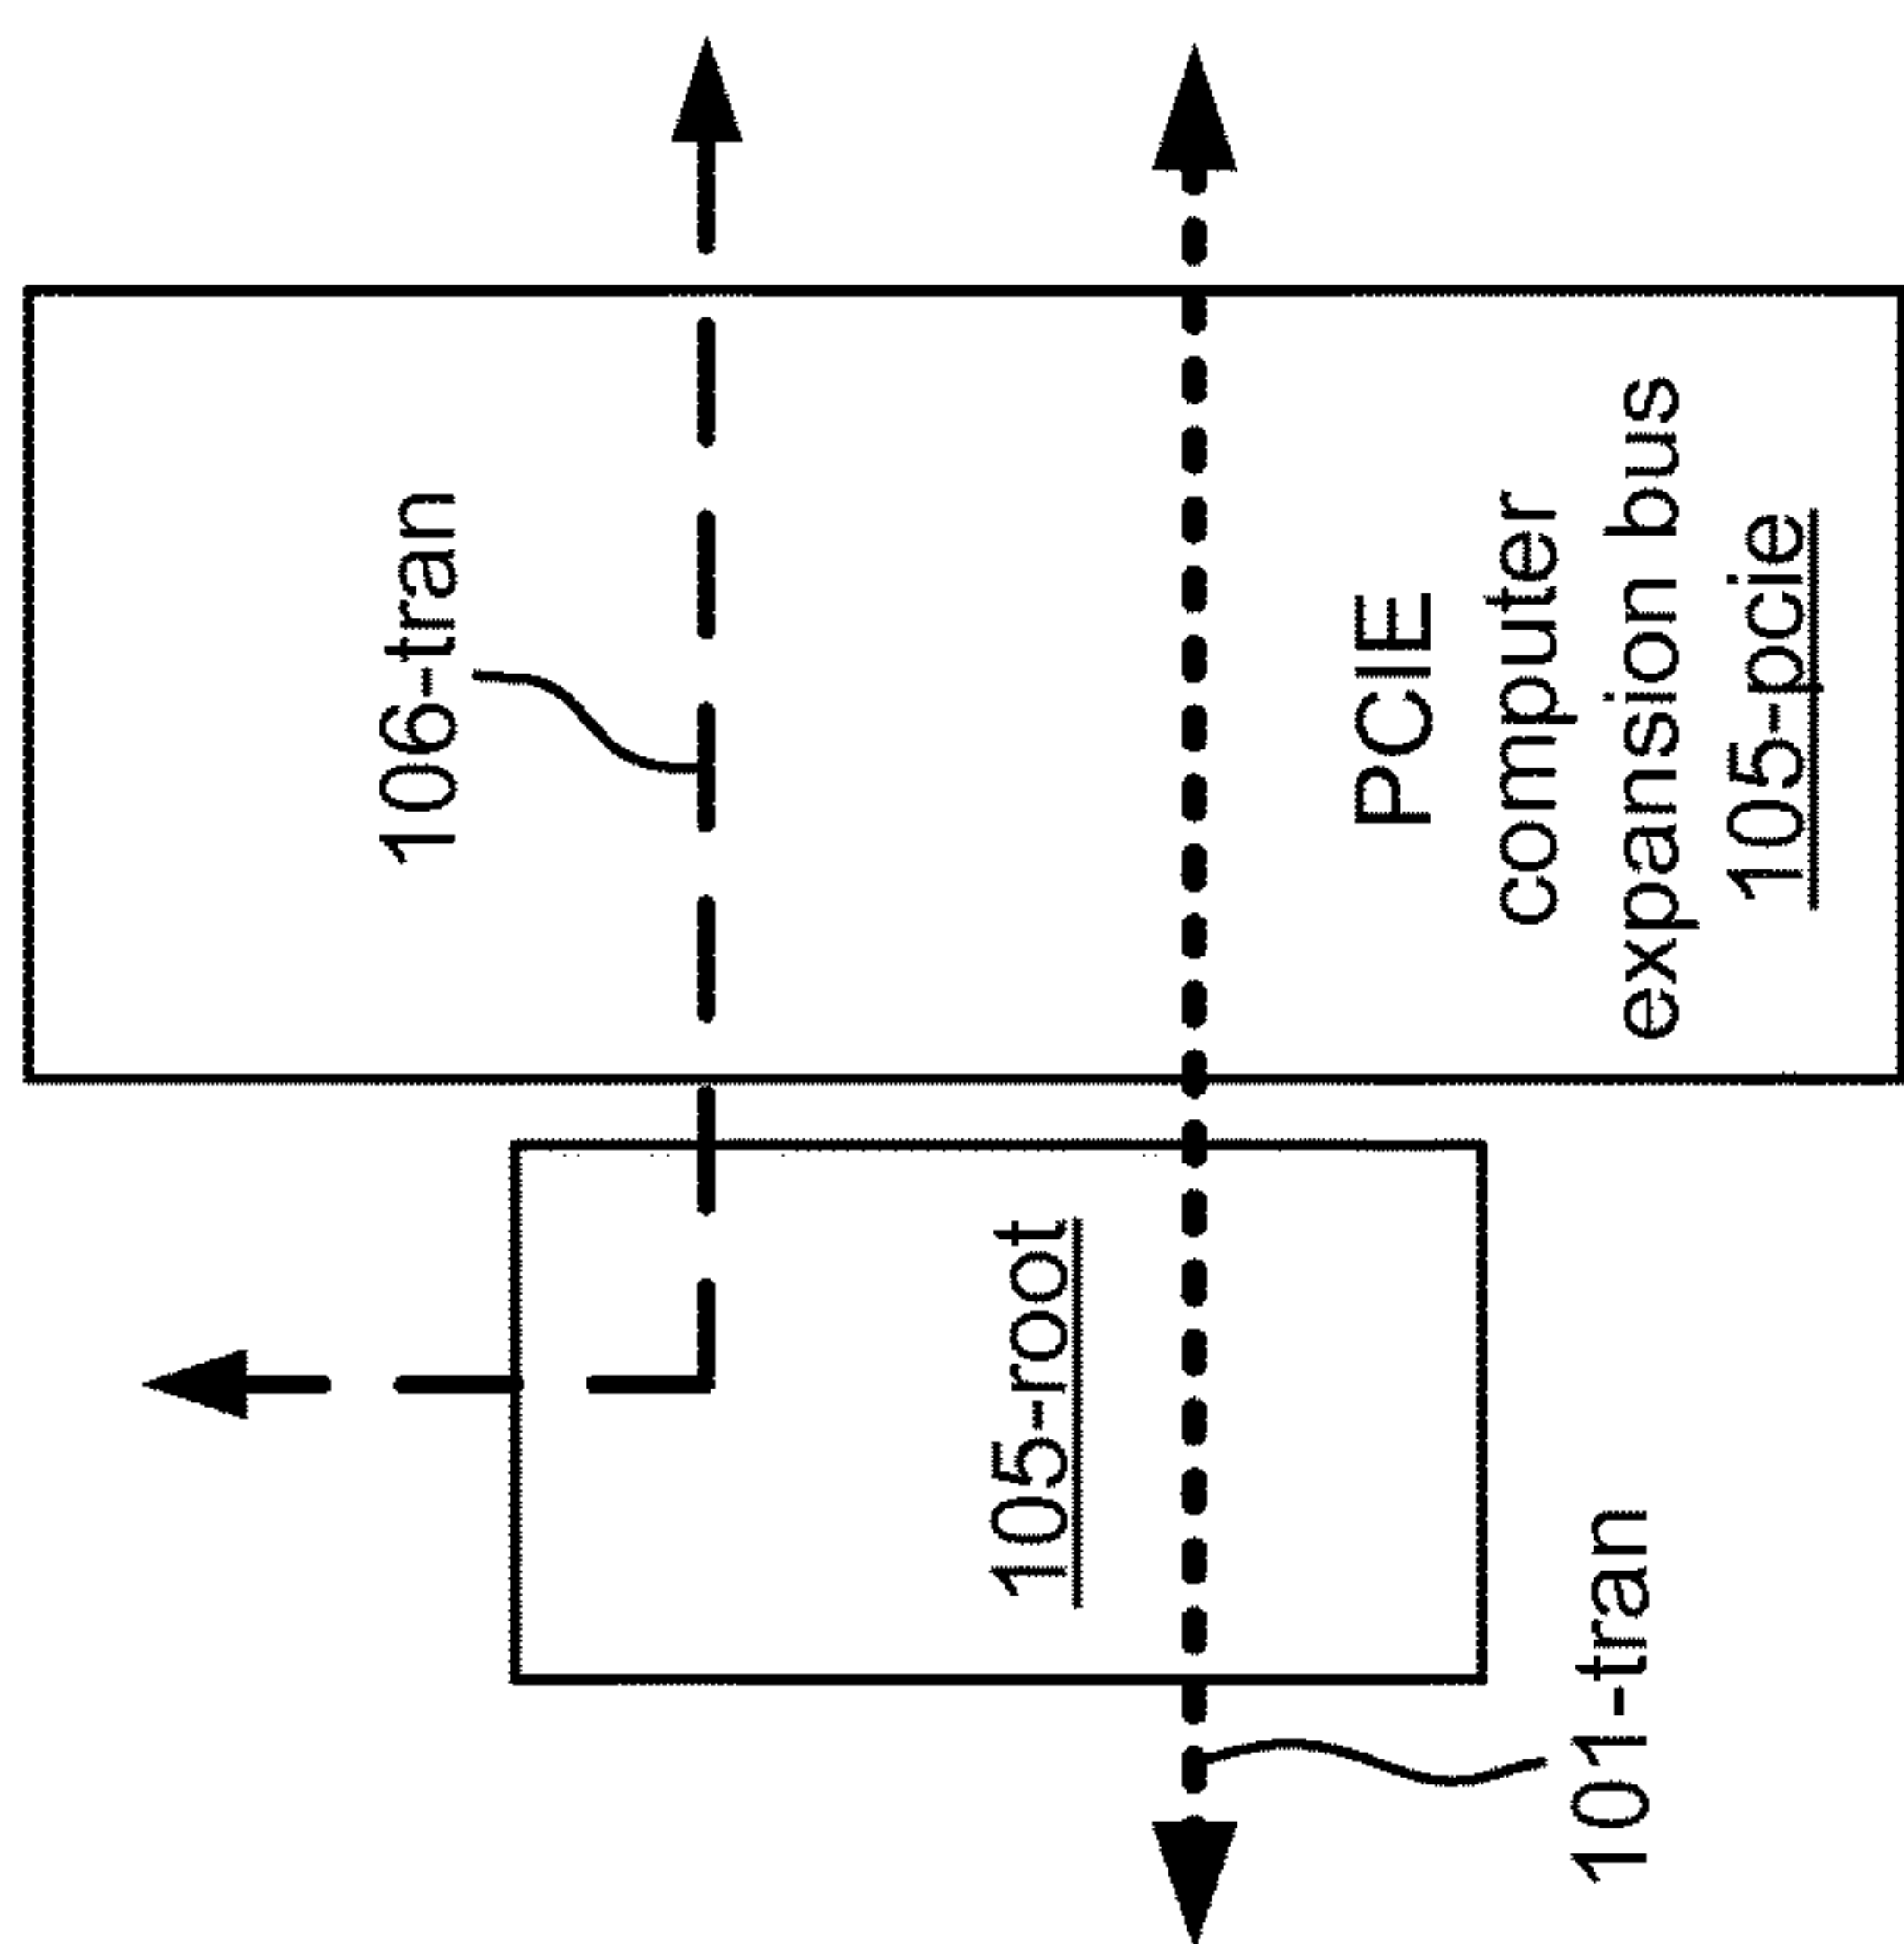 106-tran
PCIE
computer
expansion bus
105-pcie
105-root
101-tran